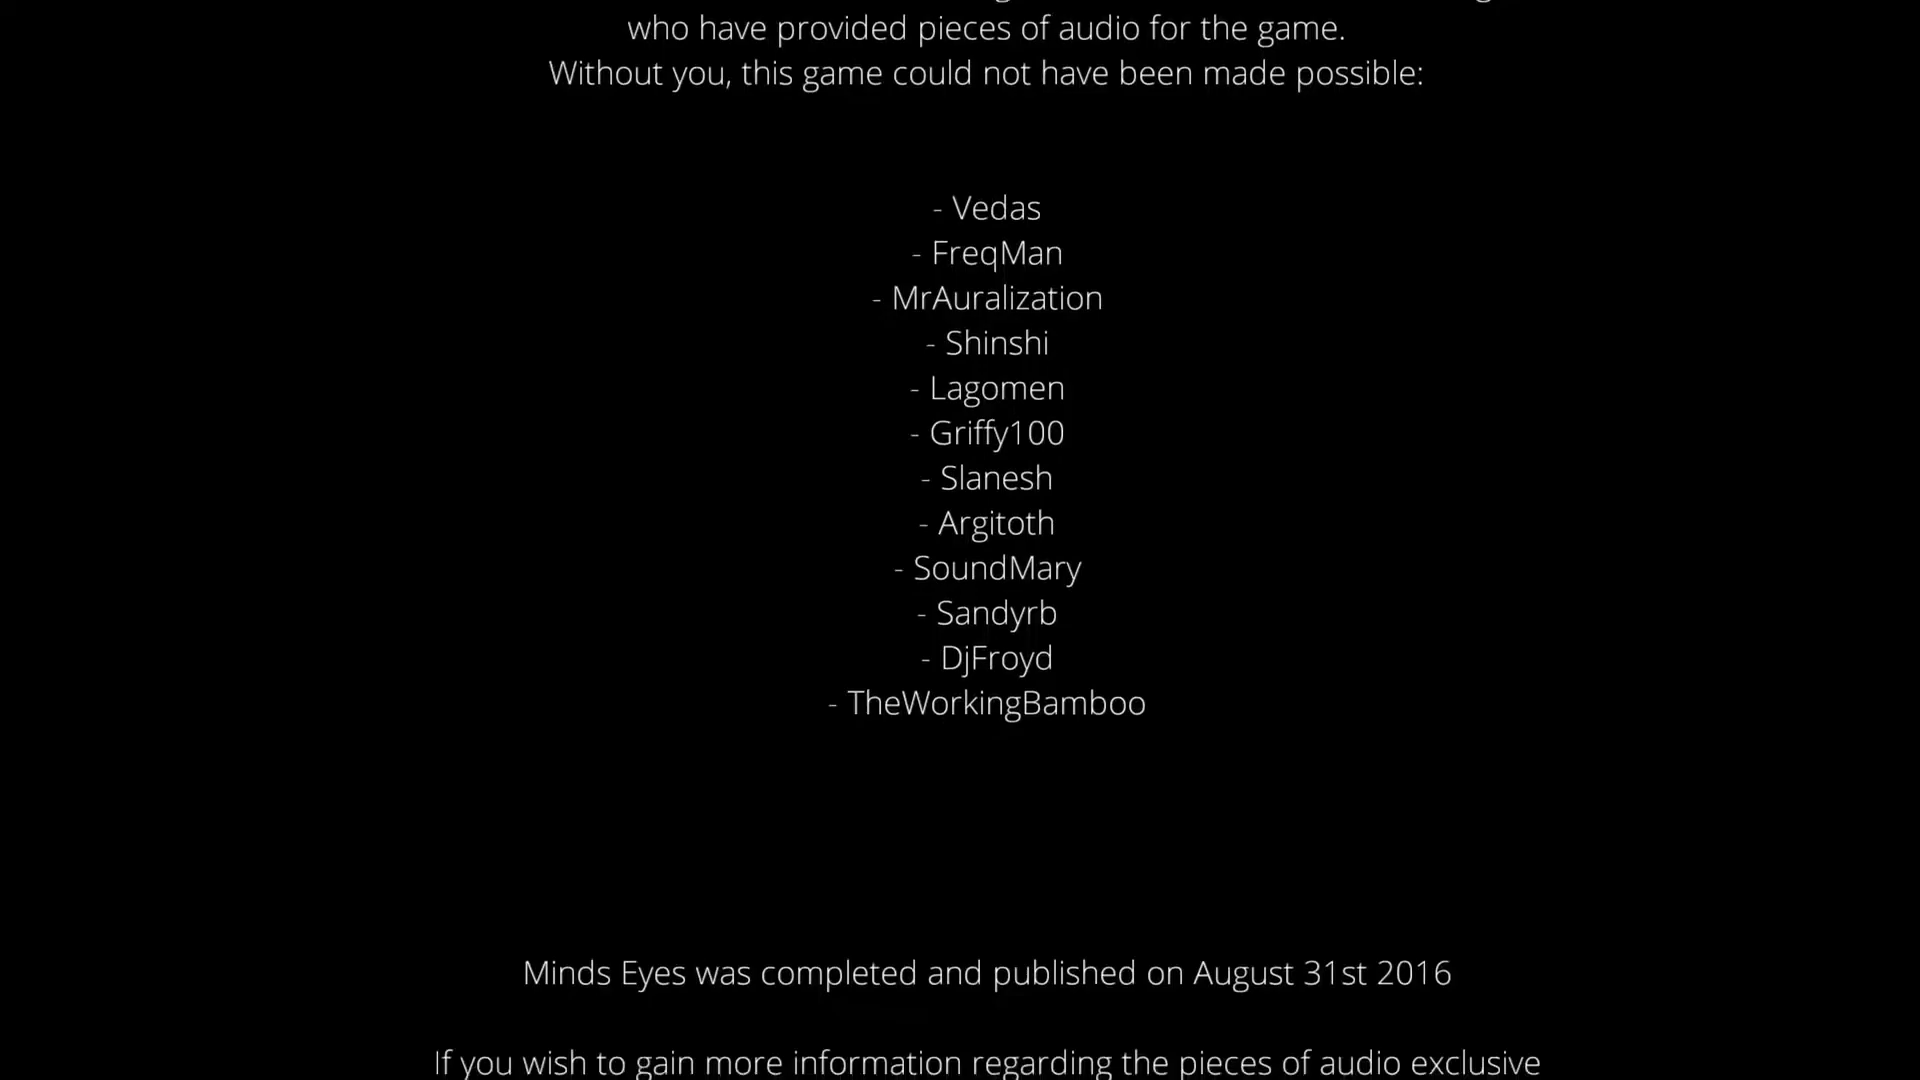 who have provided pieces of audio for the game.
Without you, this game could not have been made possible:
- Vedas
- FreqMan
- MrAuralization
- Shinshi
- Lagomen
- Griffy100
- Slanesh
- Argitoth
- SoundMary
- Sandyrb
- DjFroyd
- TheWorkingBamboo
Minds Eyes was completed and published on August 31st 2016
If you wish to gain more information regarding the pieces of audio exclusive